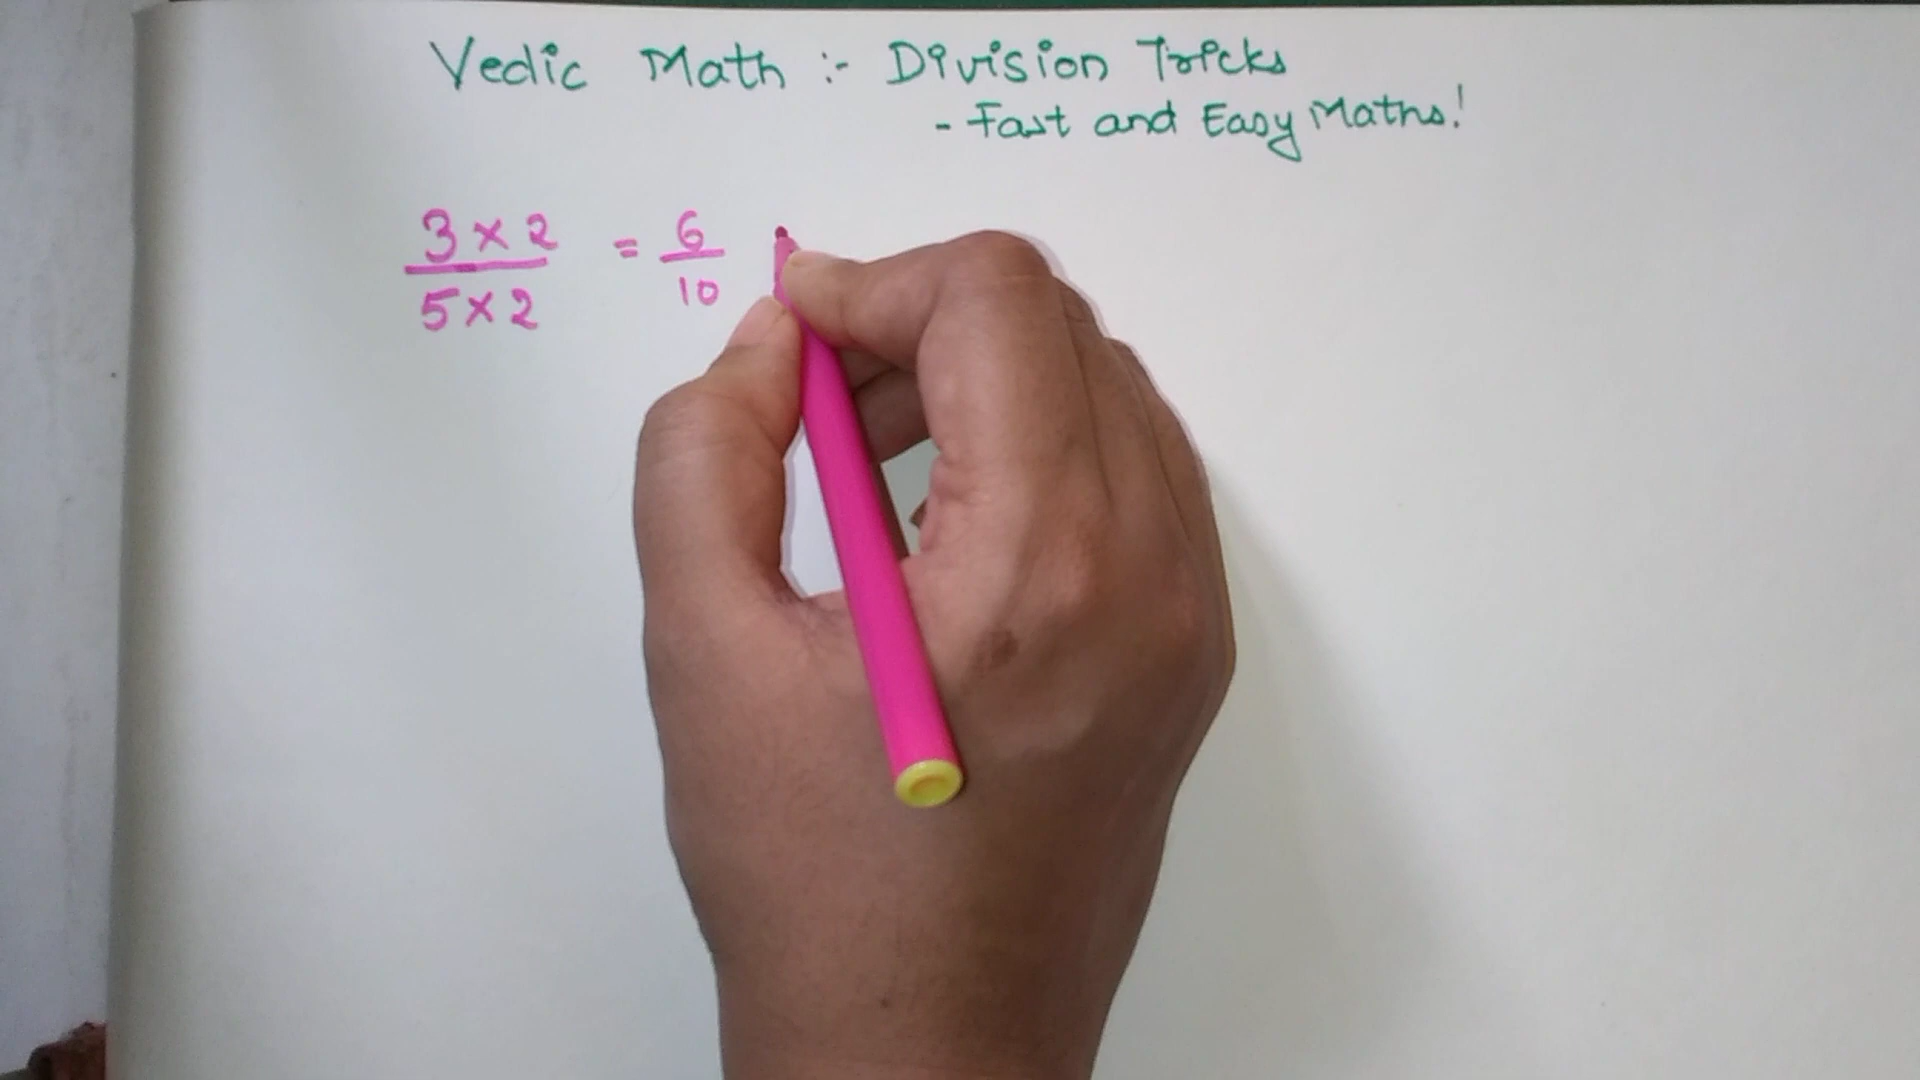 Vedic Math :- Division Tricks
- Fast and Easy Maths!
3 × 2 / 5 × 2 = 6 / 10